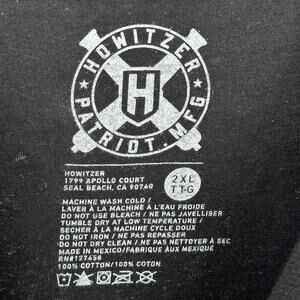 HOWITZER
H
PATRIOT.MFG
HOWITZER
1799 APOLLO COURT
SEAL BEACH, CA 90740
2XL
TTG
MACHINE WASH COLD /
LAVER À LA MACHINE À L'EAU FROIDE
DO NOT USE BLEACH / NE PAS JAVELLISER
TUMBLE DRY AT LOW TEMPERATURE /
SÉCHER À LA MACHINE CYCLE DOUX
DO NOT IRON / NE PAS REPASSER
DO NOT DRY CLEAN / NE PAS NETTOYER À SEC
MADE IN MEXICO/FABRIQUÉ AUX MEXIQUE
RN#127458
100% COTTON/100% COTON